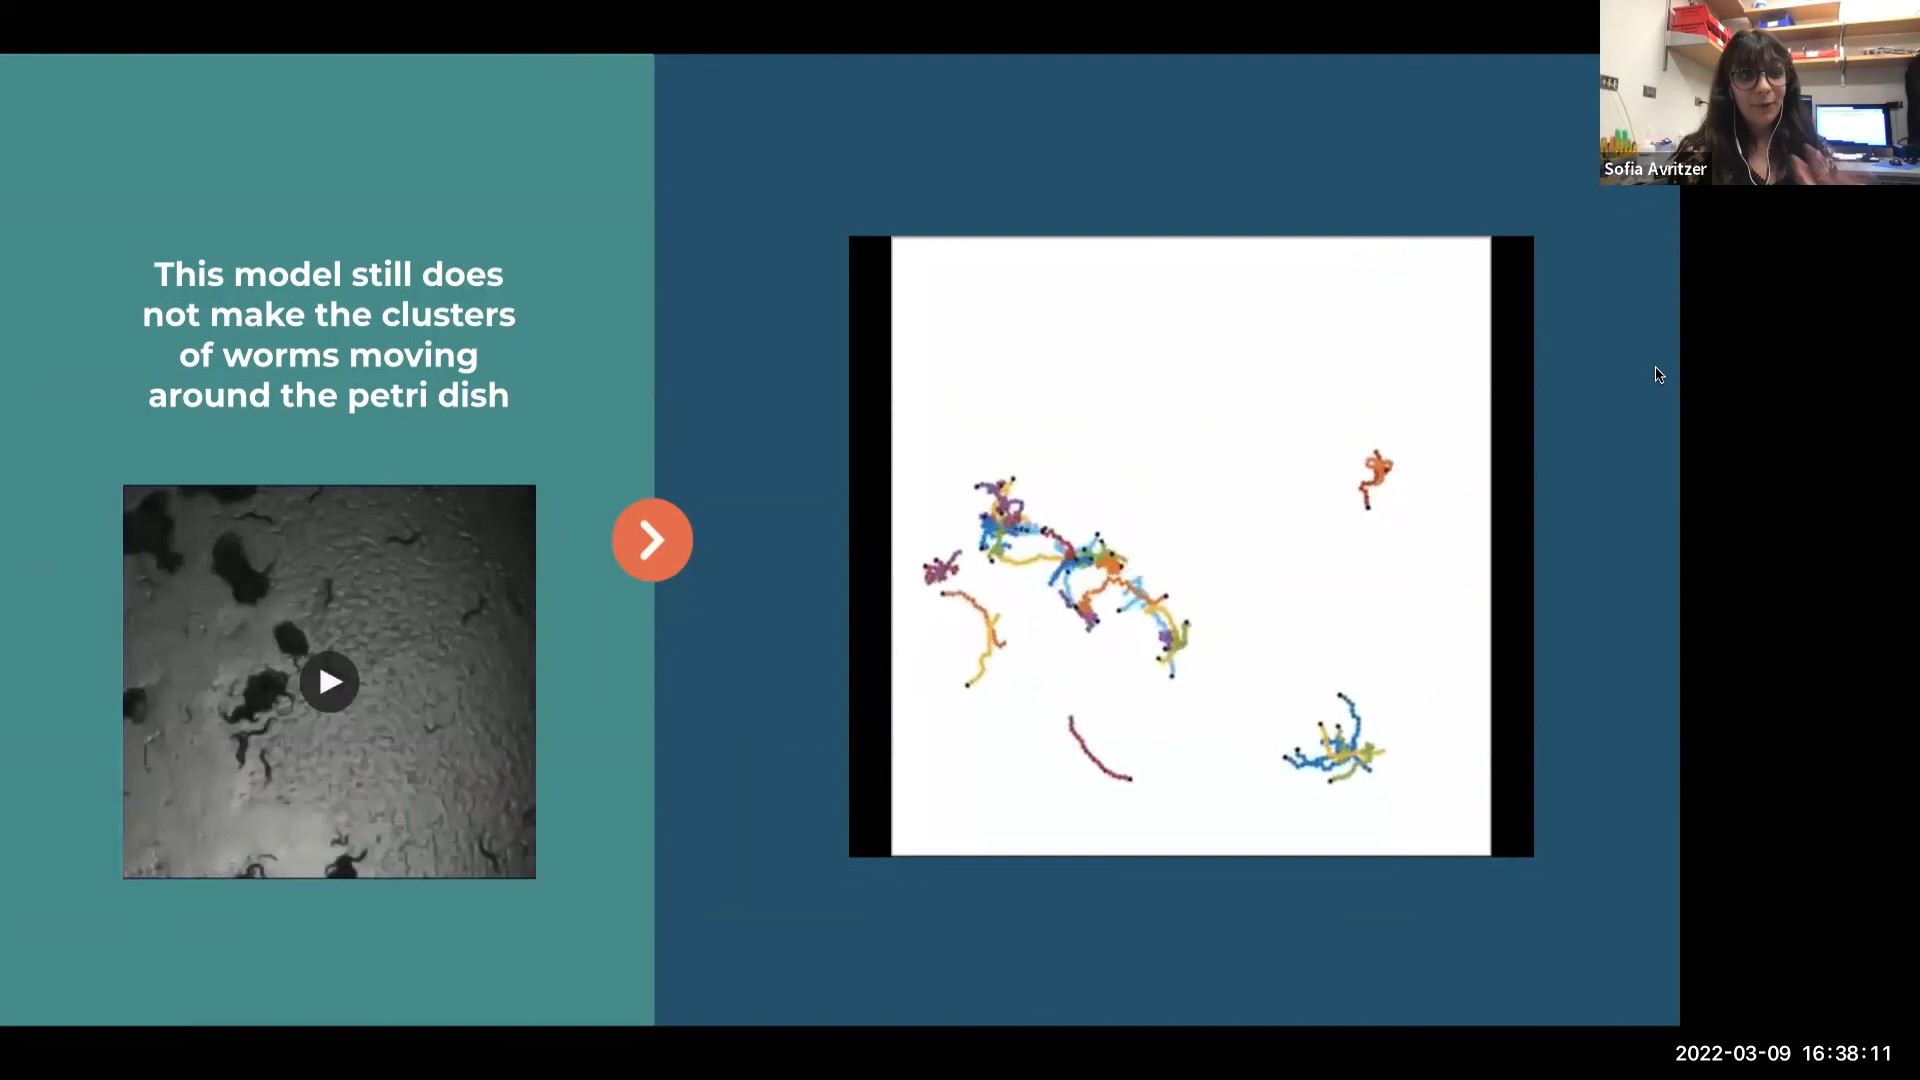 Sofia Avritzer
This model still does
not make the clusters
of worms moving
around the petri dish
2022-03-09 16:38:11